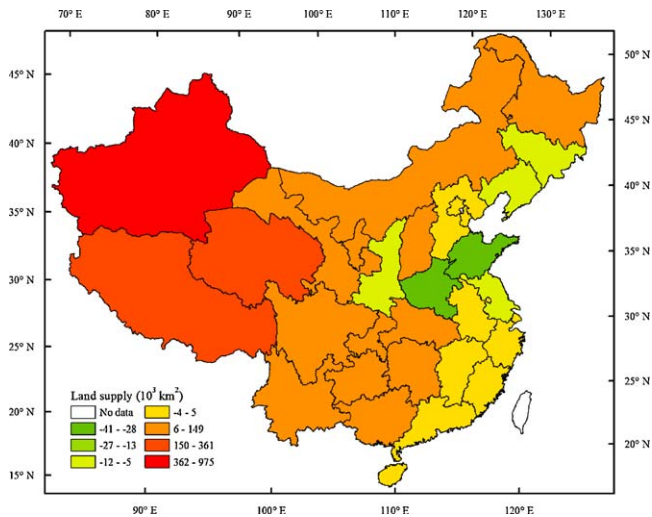 70° E 80° E 90° E 100° E 110° E 120° E 130° E
50° N
45° N
45° N
40° N
40° N
35° N
35° N
30° N
30° N
25° N
25° N
20° N
20° N
15° N
Land supply (10³ km²)
No data -4 - 5
-41 - -28 6 - 149
-27 - -13 150 - 361
-12 - -5 362 - 975
90° E 100° E 110° E 120° E